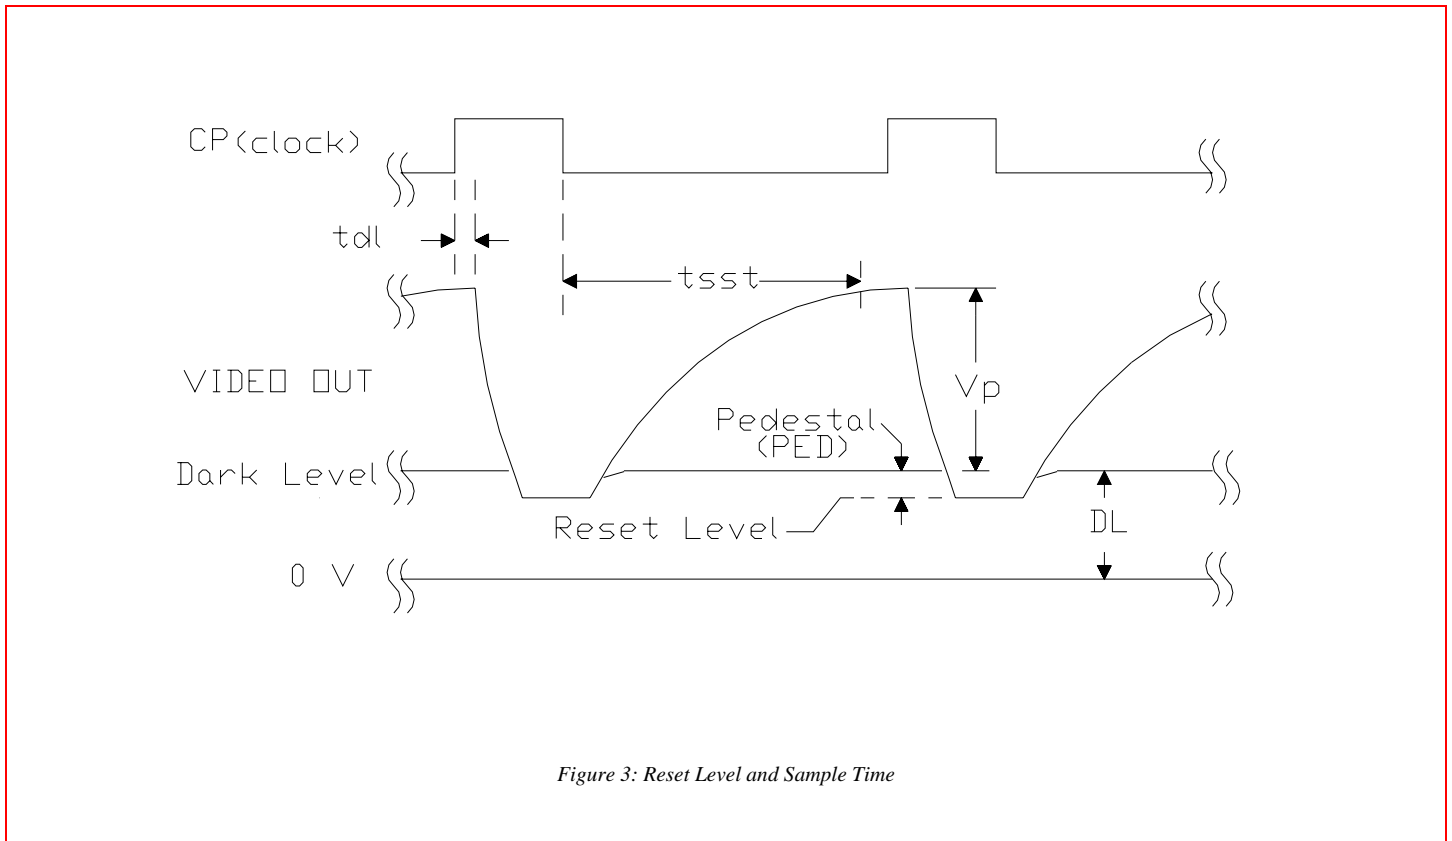 CP(clock)
tdl
tsst
VIDEO OUT
Vp
Pedestal
(PED)
Dark Level
Reset Level
DL
0 V
Figure 3: Reset Level and Sample Time